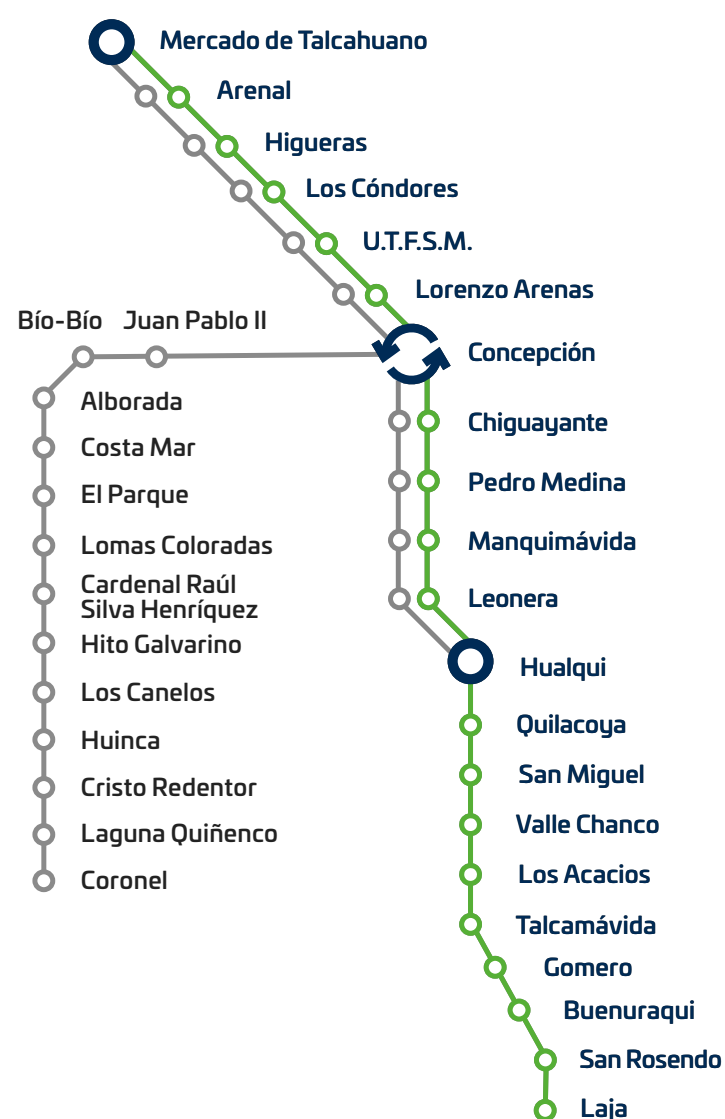 Mercado de Talcahuano
Arenal
Higueras
Los Cóndores
U.T.F.S.M.
Lorenzo Arenas
Bío-Bío Juan Pablo II
Concepción
Alborada
Costa Mar
El Parque
Lomas Coloradas
Cardenal Raúl
Silva Henríquez
Hito Galvarino
Los Canelos
Huinca
Cristo Redentor
Laguna Quiñenco
Coronel
Chiguayante
Pedro Medina
Manquimávida
Leonera
Hualqui
Quilacoya
San Miguel
Valle Chanco
Los Acacios
Talcamávida
Gomero
Buenuraqui
San Rosendo
Laja